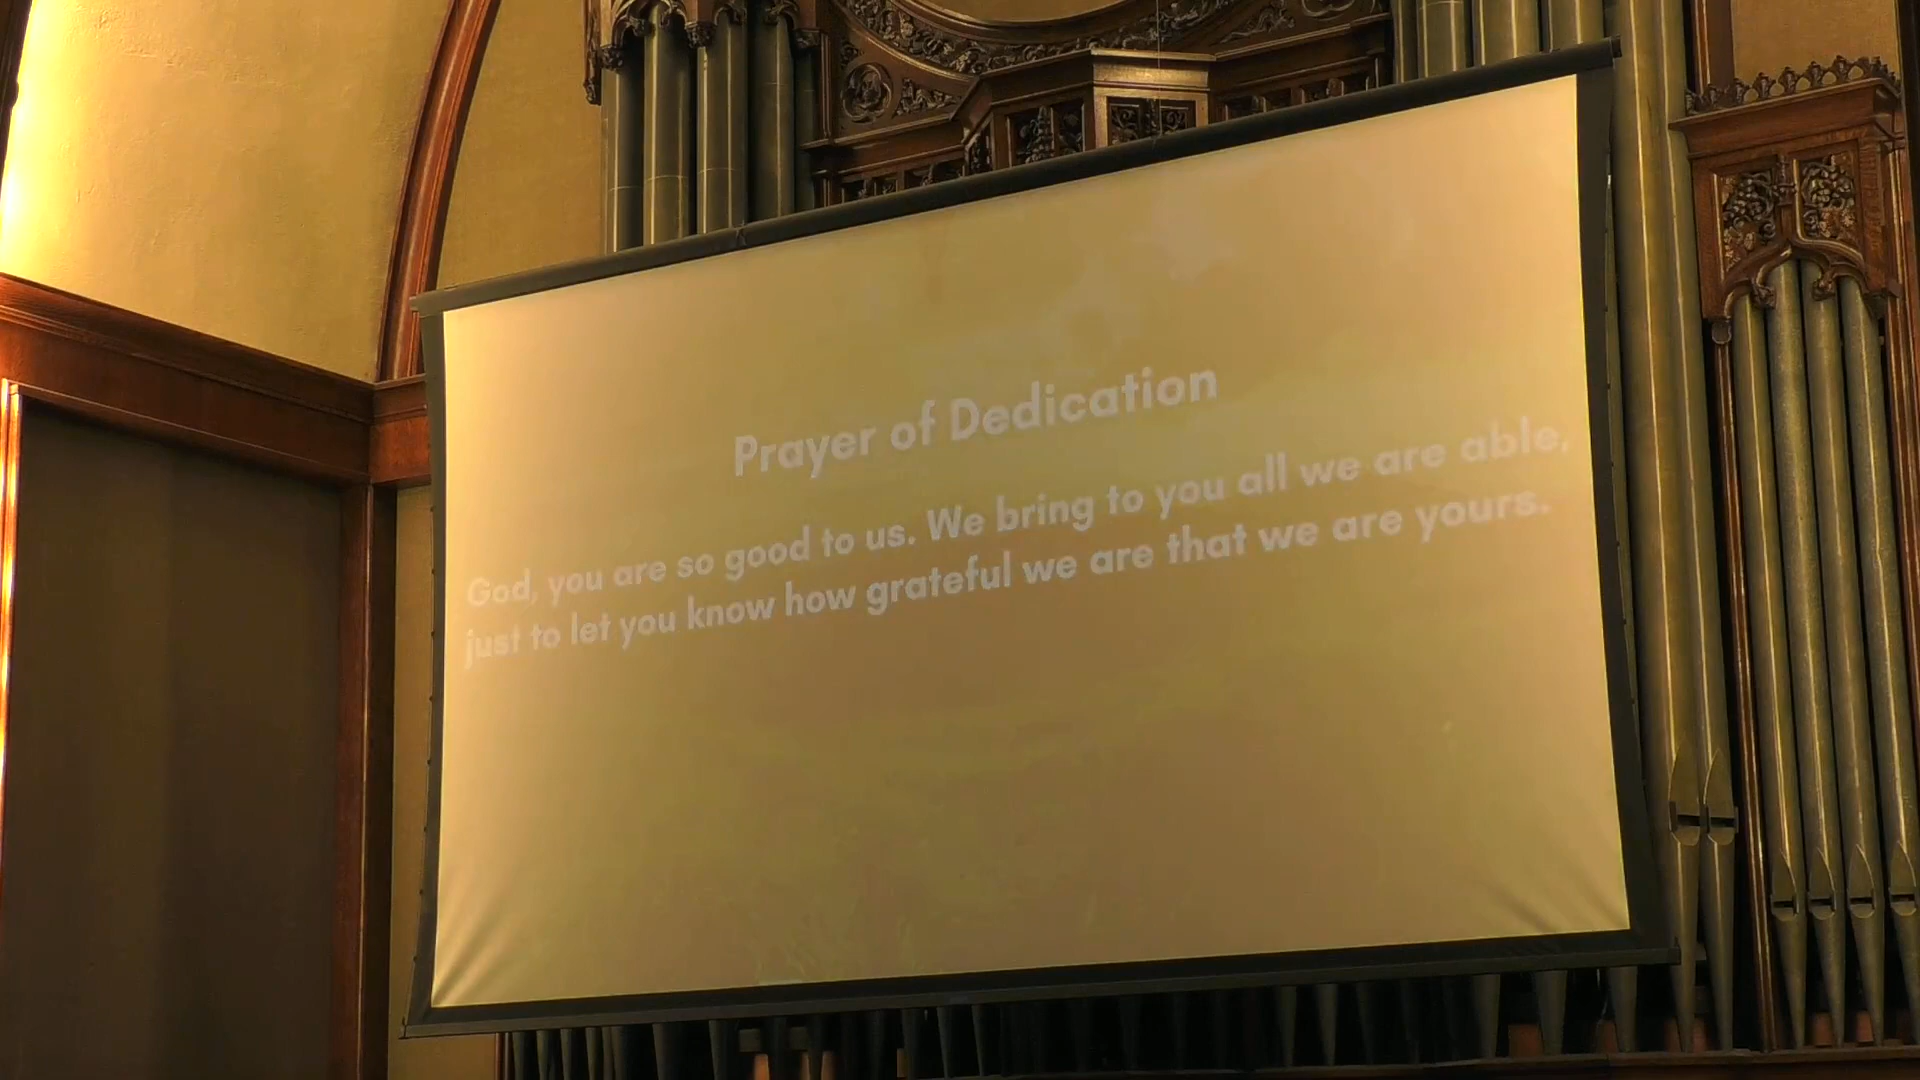 Prayer of Dedication
God, you are so good to us. We bring to you all we are able,
just to let you know how grateful we are that we are yours.